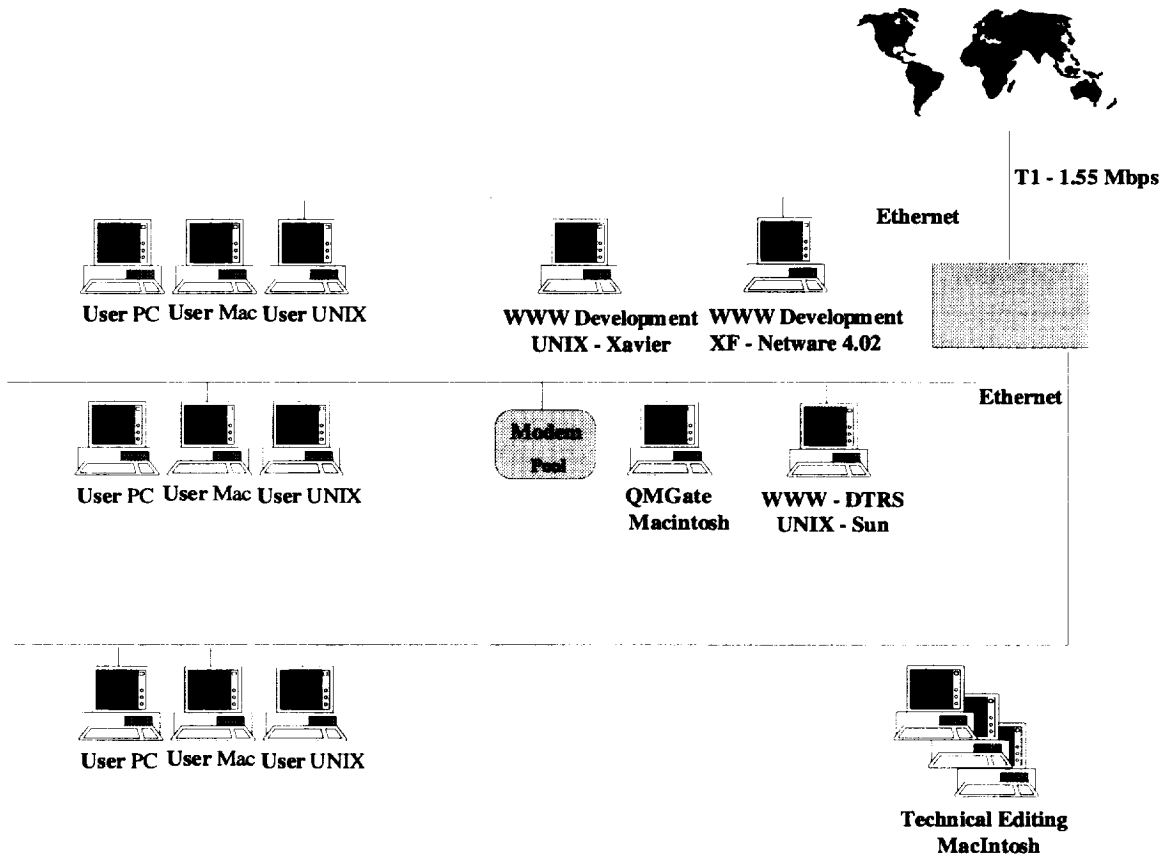 T1 - 1.55 Mbps
Ethernet
User PC User Mac User UNIX
WWW Development
UNIX - Xavier
WWW Development
XF - Netware 4.02
Ethernet
Modem
Pool
User PC User Mac User UNIX
QMGate
Macintosh
WWW - DTRS
UNIX - Sun
User PC User Mac User UNIX
Technical Editing
MacIntosh